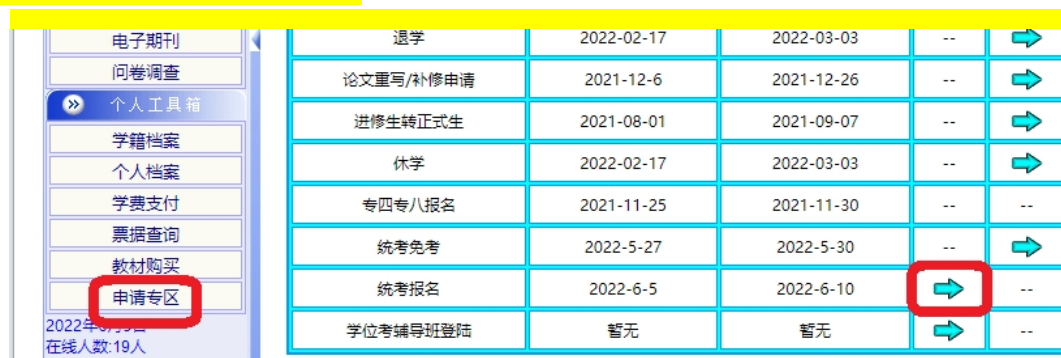 电子期刊
问卷调查
个人工具箱
学籍档案
个人档案
学费支付
票据查询
教材购买
申请专区
2022年
在线人数:19人
退学 2022-02-17 2022-03-03 --
论文重写/补修申请 2021-12-6 2021-12-26 --
进修生转正式生 2021-08-01 2021-09-07 --
休学 2022-02-17 2022-03-03 --
专四专八报名 2021-11-25 2021-11-30 -- --
统考免考 2022-5-27 2022-5-30 --
统考报名 2022-6-5 2022-6-10 --
学位考辅导班登陆 暂无 暂无 --